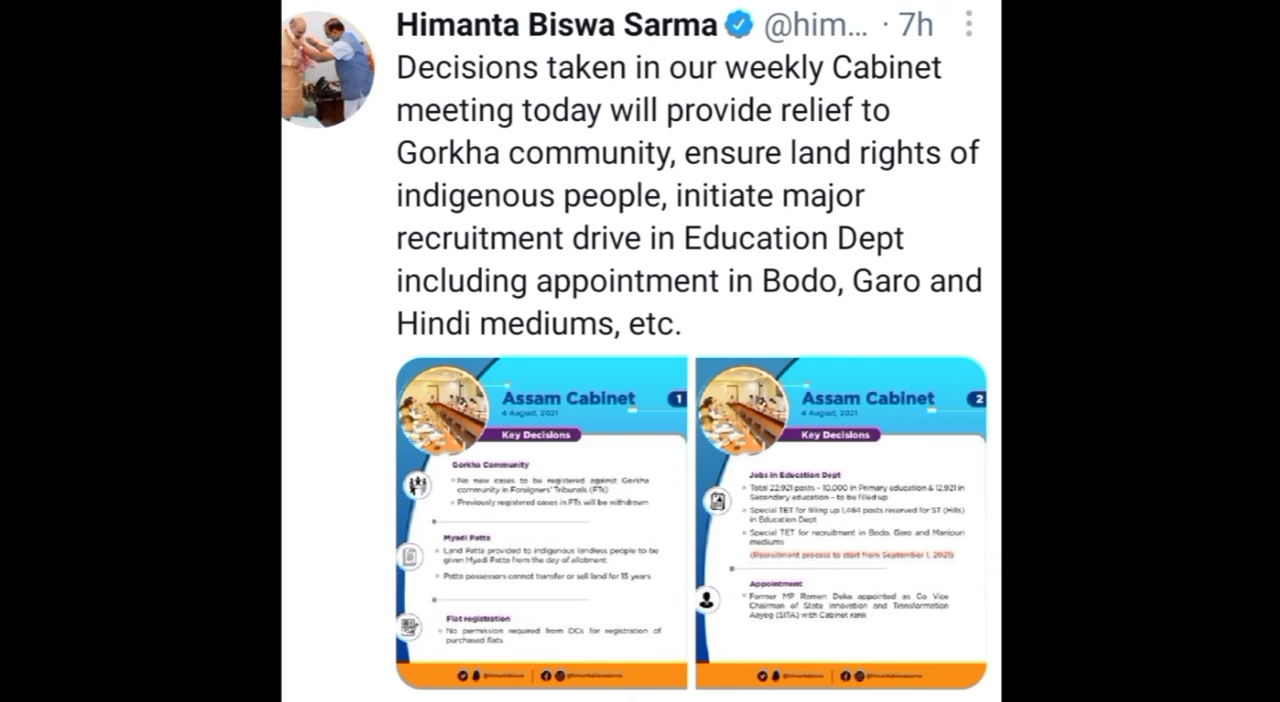 Himanta Biswa Sarma @him... · 7h
Decisions taken in our weekly Cabinet
meeting today will provide relief to
Gorkha community, ensure land rights of
indigenous people, initiate major
recruitment drive in Education Dept
including appointment in Bodo, Garo and
Hindi mediums, etc.
Assam Cabinet 1
4 August, 2021
Key Decisions
Gorkha Community
No new cases to be registered against Gorkha
community in Foreigners' Tribunals (FTs)
Previously registered cases in FTs will be withdrawn
Myadi Patta
Land Patta provided to indigenous landless people to be
given Myadi Patta from the day of allotment
Patta possessers cannot transfer or sell land for 15 years
Flat registration
No permission required from DCs for registration of
purchased flats
@himantabiswa | @himantabiswasarma
Assam Cabinet 2
4 August, 2021
Key Decisions
Jobs in Education Dept
Total 22,921 posts - 10,000 in Primary education & 12,921 in
Secondary education - to be filled up
Special TET for filling up 1,464 posts reserved for ST (Hills)
in Education Dept
Special TET for recruitment in Bodo, Garo and Manipuri
mediums
(Recruitment process to start from September 1, 2021)
Appointment
Former MP Ramen Deka appointed as Co Vice
Chairman of State Innovation and Transformation
Aayog (SITA) with Cabinet rank
@himantabiswa | @himantabiswasarma